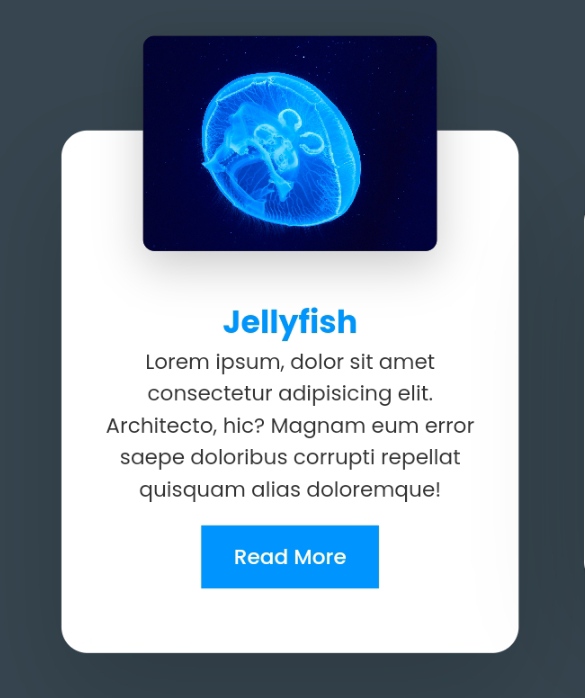 Jellyfish
Lorem ipsum, dolor sit amet
consectetur adipisicing elit.
Architecto, hic? Magnam eum error
saepe doloribus corrupti repellat
quisquam alias doloremque!
Read More